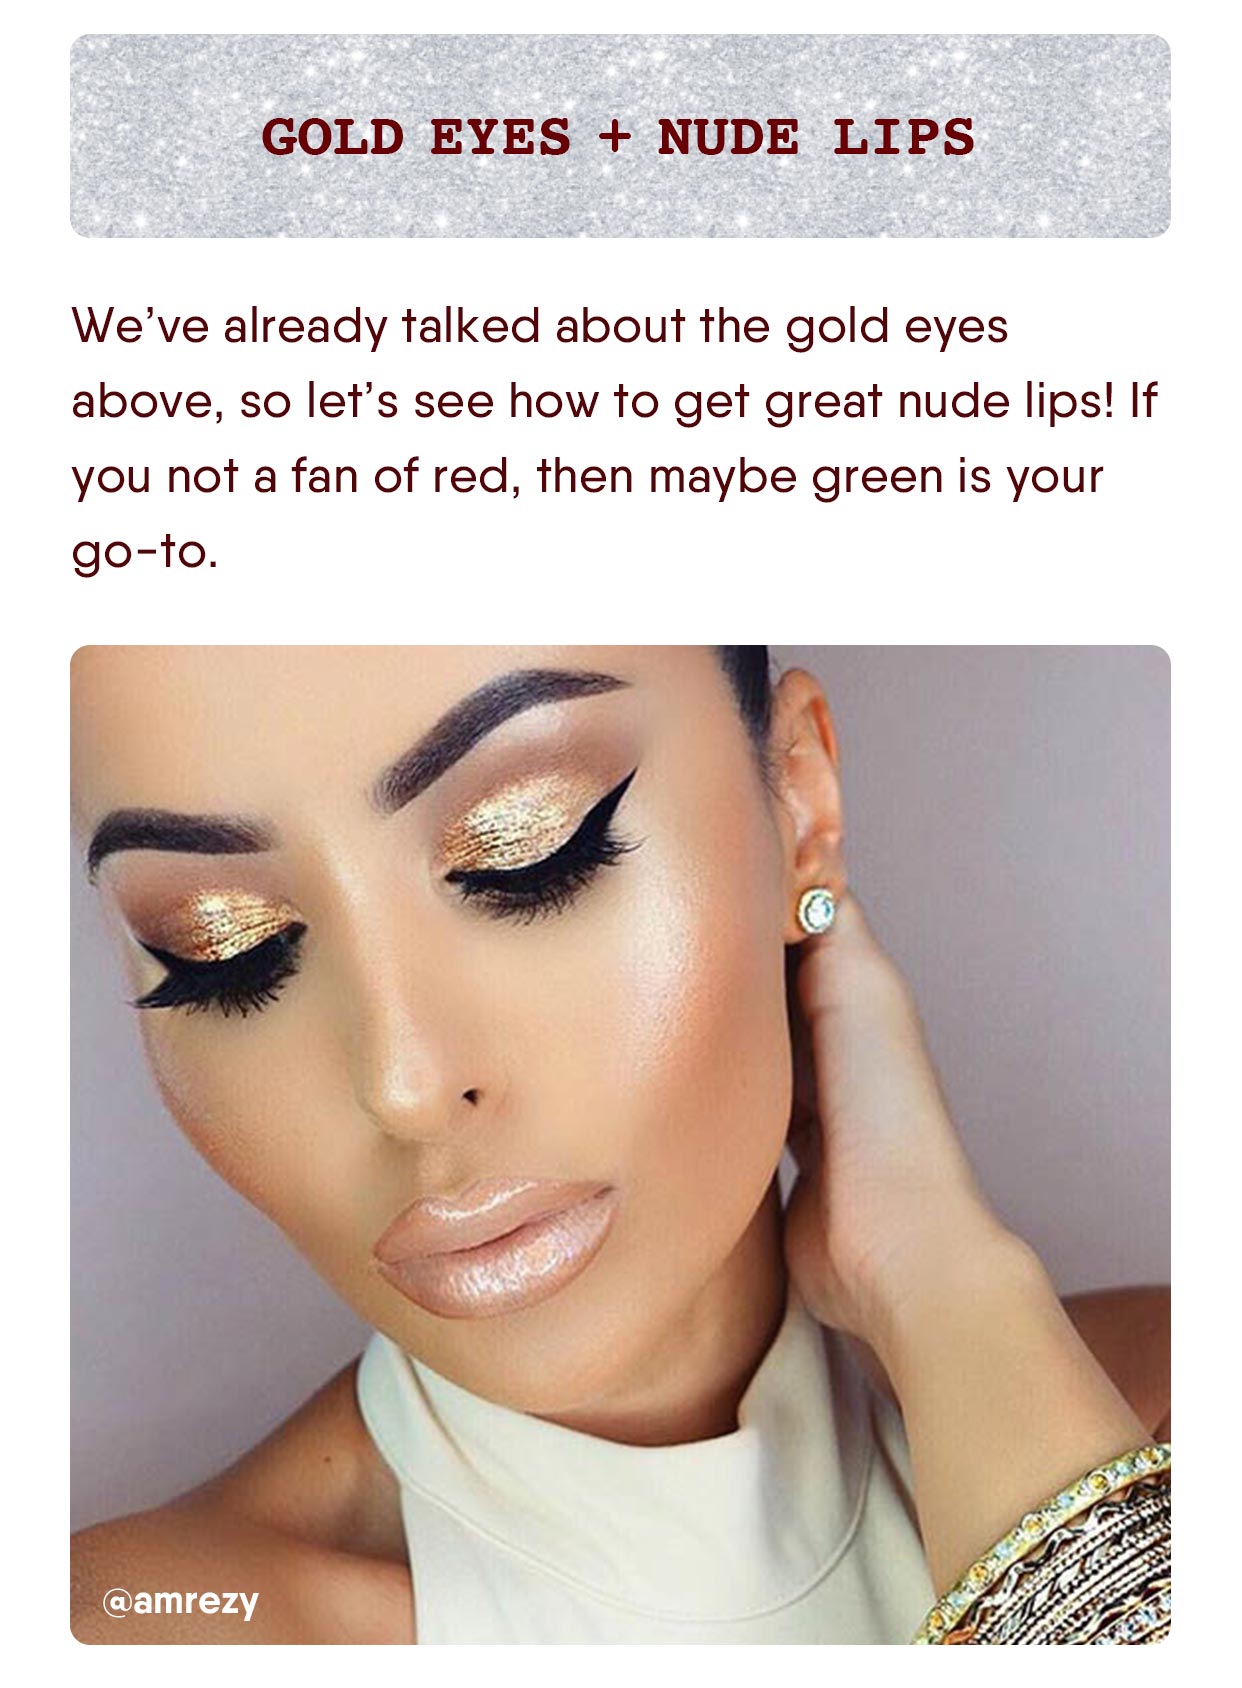 GOLD EYES + NUDE LIPS
We’ve already talked about the gold eyes
above, so let’s see how to get great nude lips! If
you not a fan of red, then maybe green is your
go-to.
@amrezy